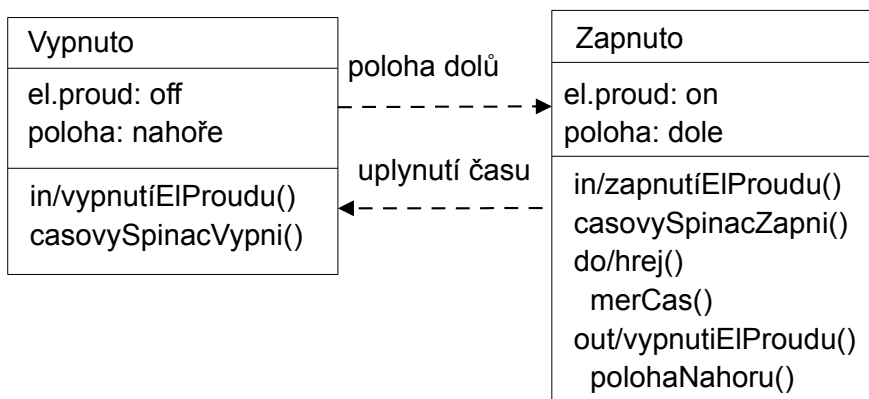 Vypnuto
el.proud: off
poloha: nahoře
in/vypnutíElProudu()
casovySpinacVypni()
poloha dolů
uplynutí času
Zapnuto
el.proud: on
poloha: dole
in/zapnutíElProudu()
casovySpinacZapni()
do/hrej()
merCas()
out/vypnutiElProudu()
polohaNahoru()